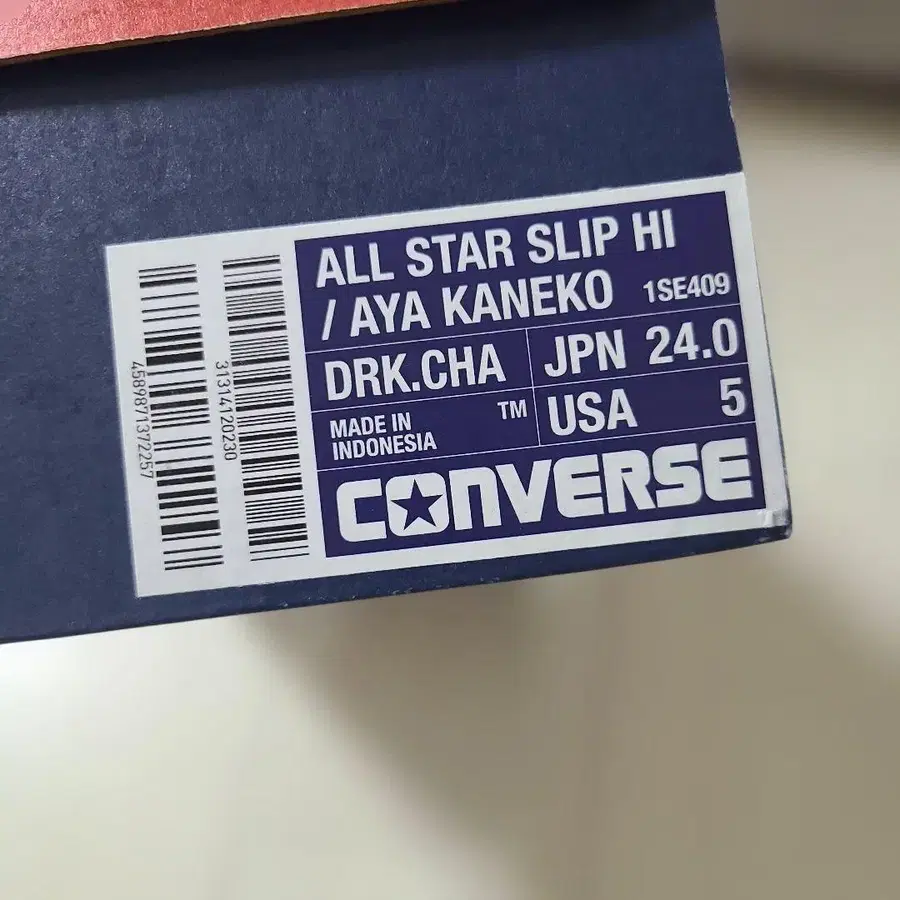 ALL STAR SLIP HI
/ AYA KANEKO 1SE409
DRK.CHA
JPN 24.0
MADE IN
INDONESIA
TM
USA 5
CONVERSE
4589871372257
31314120230